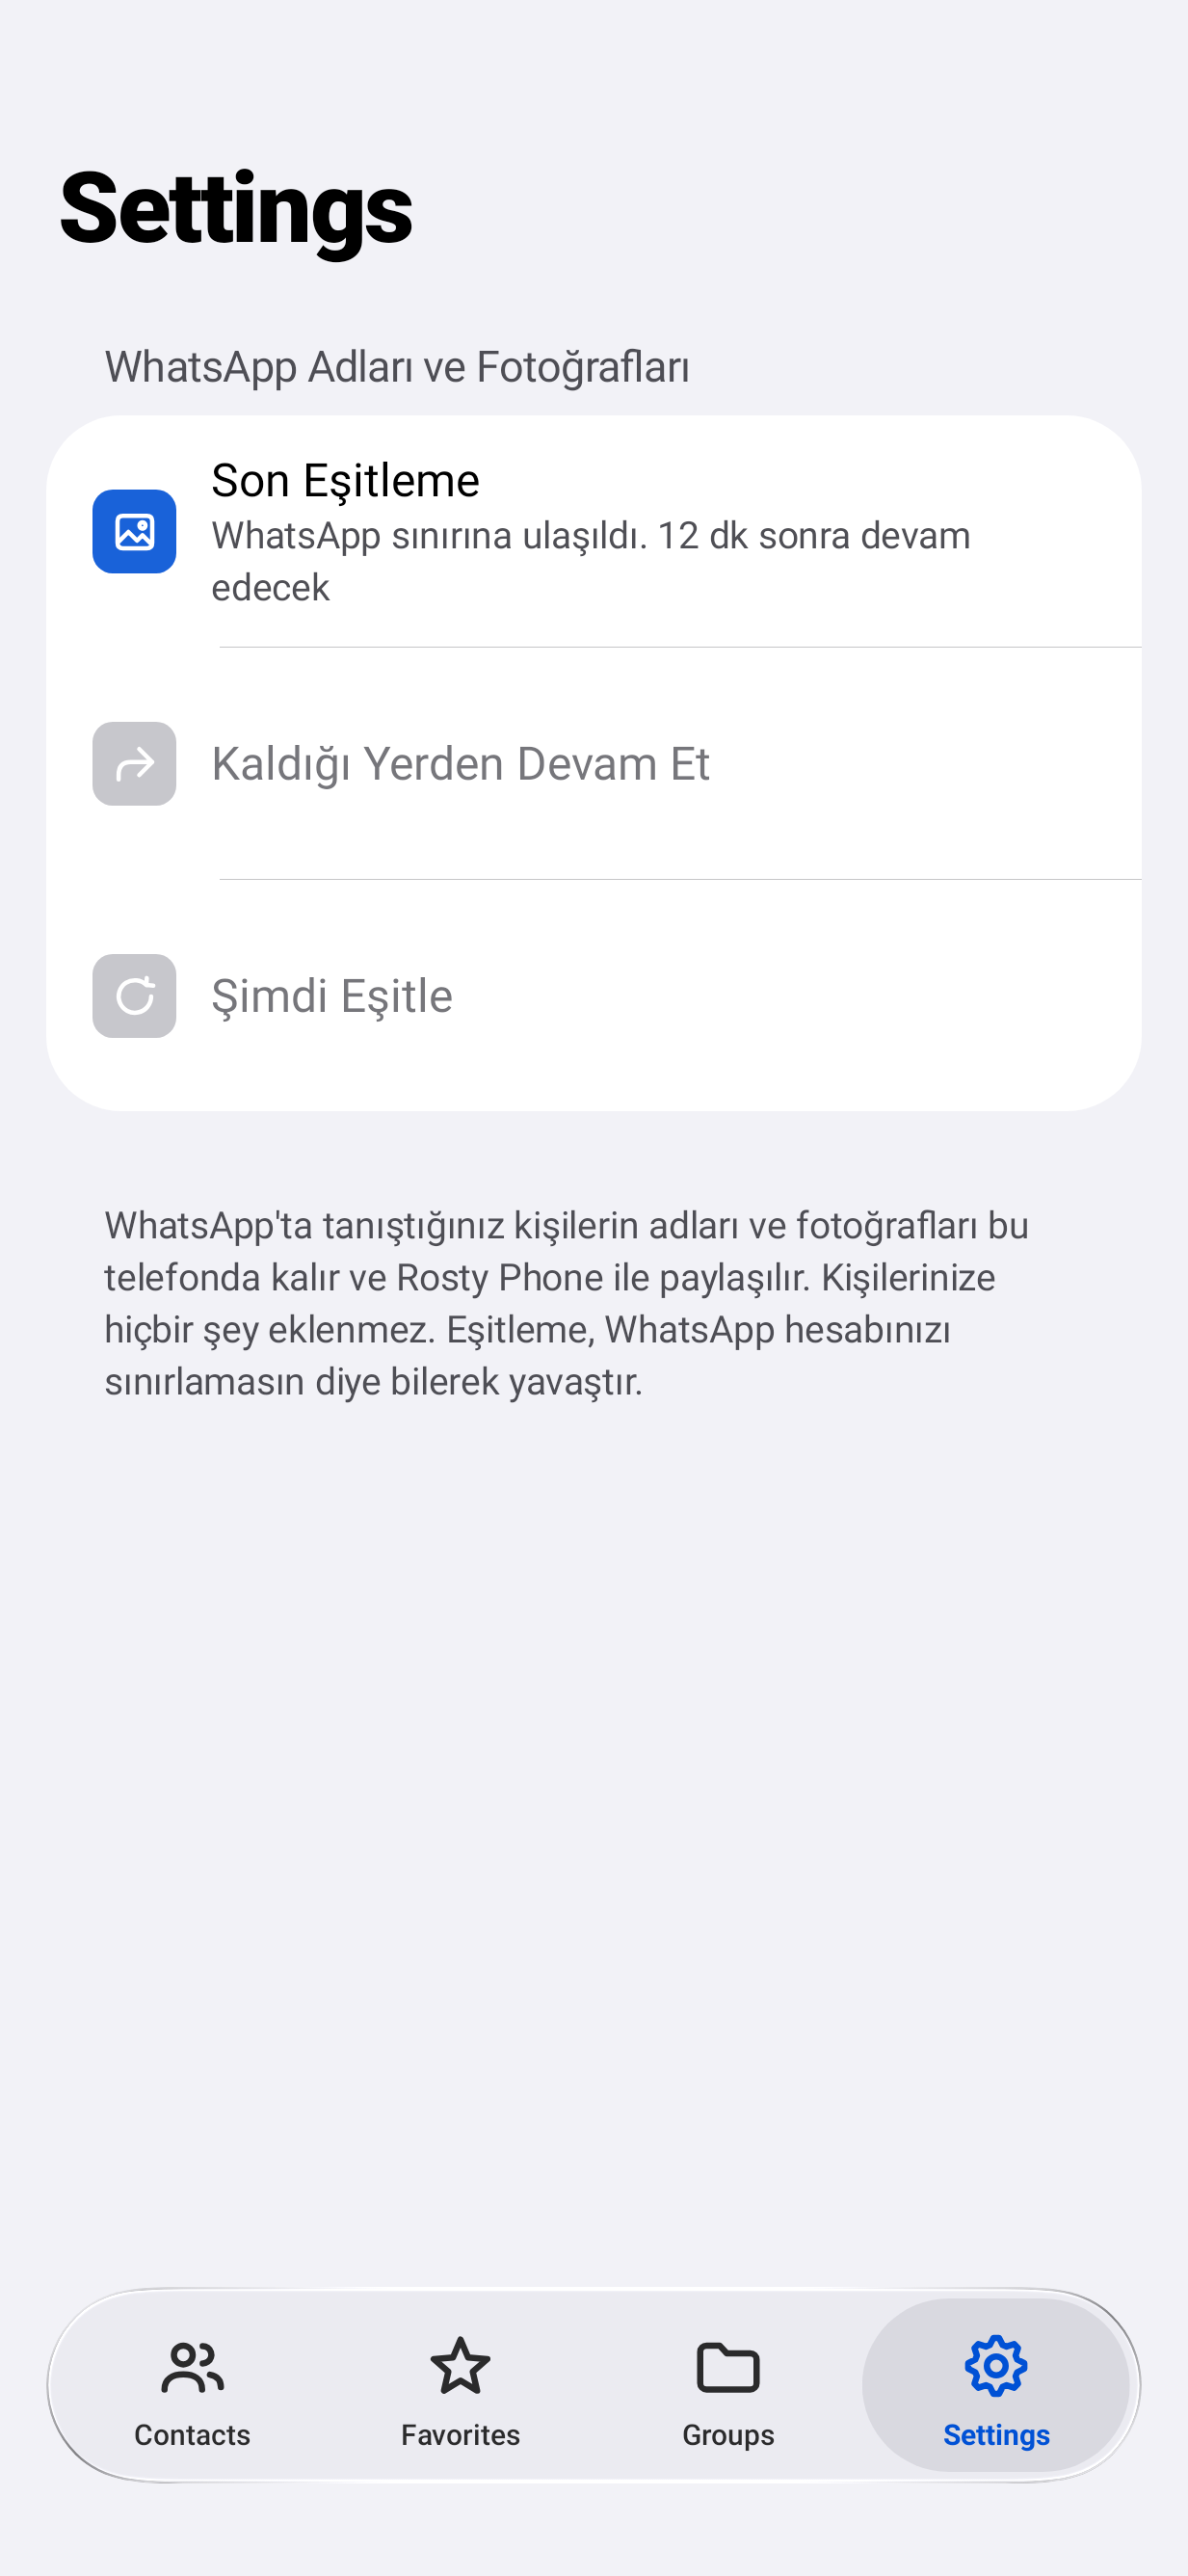 Settings
WhatsApp Adları ve Fotoğrafları
Son Eşitleme
WhatsApp sınırına ulaşıldı. 12 dk sonra devam
edecek
Kaldığı Yerden Devam Et
Şimdi Eşitle
WhatsApp'ta tanıştığınız kişilerin adları ve fotoğrafları bu
telefonda kalır ve Rosty Phone ile paylaşılır. Kişilerinize
hiçbir şey eklenmez. Eşitleme, WhatsApp hesabınızı
sınırlamasın diye bilerek yavaştır.
Contacts
Favorites
Groups
Settings